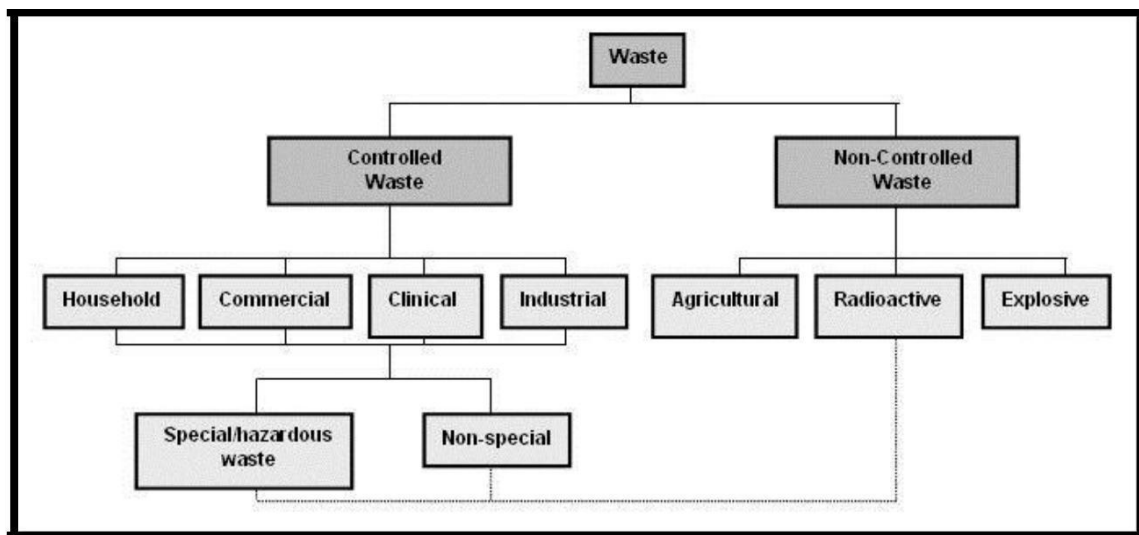 Waste
Controlled
Waste
Non-Controlled
Waste
Household
Commercial
Clinical
Industrial
Agricultural
Radioactive
Explosive
Special/hazardous
waste
Non-special